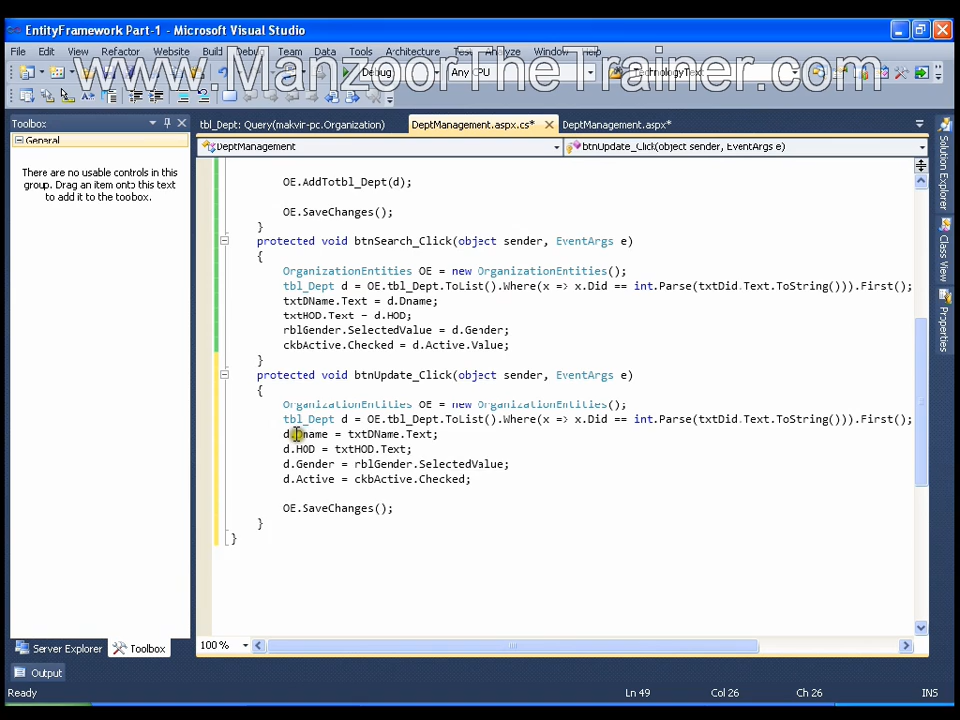 EntityFramework Part-1 - Microsoft Visual Studio
File Edit View Refactor Website Build Debug Team Data Tools Architecture Test Analyze Window Help
www.ManzoorTheTrainer.com
Debug Any CPU TechnologyText
Toolbox
tbl_Dept: Query(makvir-pc.Organization) DeptManagement.aspx.cs* DeptManagement.aspx*
General
DeptManagement btnUpdate_Click(object sender, EventArgs e)
There are no usable controls in this
group. Drag an item onto this text
to add it to the toolbox.
OE.AddTotbl_Dept(d);
OE.SaveChanges();
}
protected void btnSearch_Click(object sender, EventArgs e)
{
OrganizationEntities OE = new OrganizationEntities();
tbl_Dept d = OE.tbl_Dept.ToList().Where(x => x.Did == int.Parse(txtDid.Text.ToString())).First();
txtDName.Text = d.Dname;
txtHOD.Text = d.HOD;
rblGender.SelectedValue = d.Gender;
ckbActive.Checked = d.Active.Value;
}
protected void btnUpdate_Click(object sender, EventArgs e)
{
OrganizationEntities OE = new OrganizationEntities();
tbl_Dept d = OE.tbl_Dept.ToList().Where(x => x.Did == int.Parse(txtDid.Text.ToString())).First();
d.Dname = txtDName.Text;
d.HOD = txtHOD.Text;
d.Gender = rblGender.SelectedValue;
d.Active = ckbActive.Checked;
OE.SaveChanges();
}
}
Solution Explorer
Class View
Properties
100 %
Server Explorer Toolbox
Output
Ready Ln 49 Col 26 Ch 26 INS